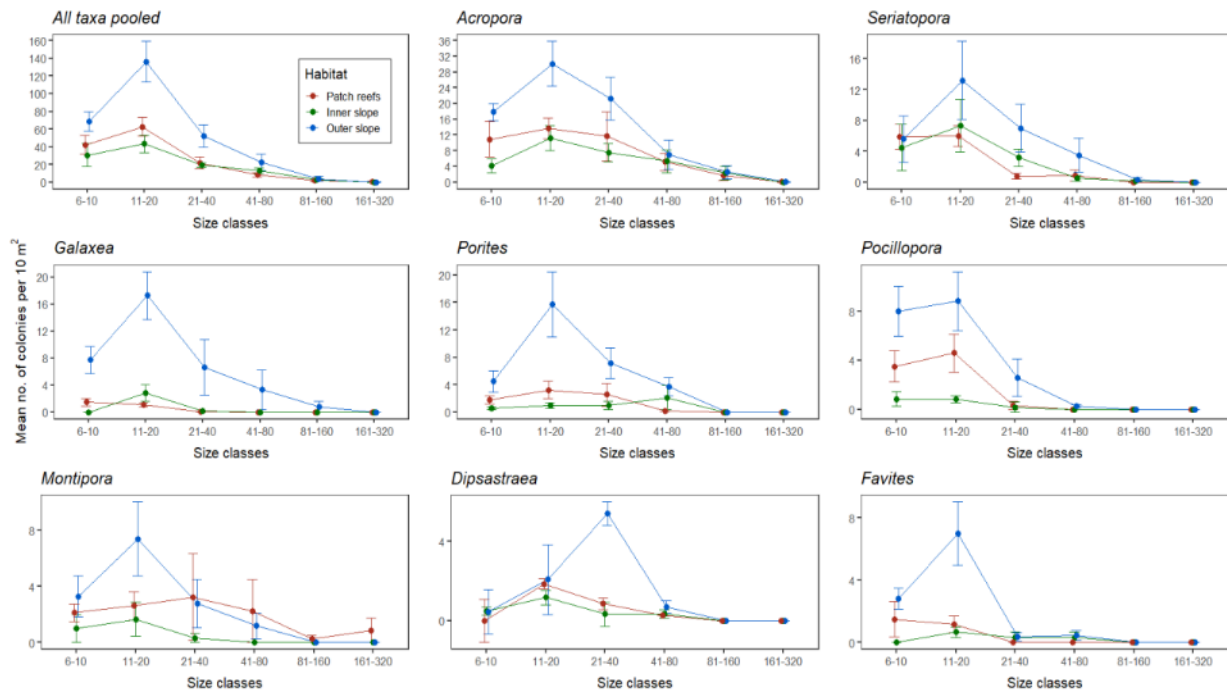 All taxa pooled
160
140
120
100
80
60
40
20
0
6-10 11-20 21-40 41-80 81-160 161-320
Size classes
Habitat
Patch reefs
Inner slope
Outer slope
Acropora
36
32
28
24
20
16
12
8
4
0
6-10 11-20 21-40 41-80 81-160 161-320
Size classes
Seriatopora
16
12
8
4
0
6-10 11-20 21-40 41-80 81-160 161-320
Size classes
Mean no. of colonies per 10 m²
Galaxea
20
16
12
8
4
0
6-10 11-20 21-40 41-80 81-160 161-320
Size classes
Porites
20
16
12
8
4
0
6-10 11-20 21-40 41-80 81-160 161-320
Size classes
Pocillopora
8
4
0
6-10 11-20 21-40 41-80 81-160 161-320
Size classes
Montipora
8
4
0
6-10 11-20 21-40 41-80 81-160 161-320
Size classes
Dipsastraea
4
0
6-10 11-20 21-40 41-80 81-160 161-320
Size classes
Favites
8
4
0
6-10 11-20 21-40 41-80 81-160 161-320
Size classes